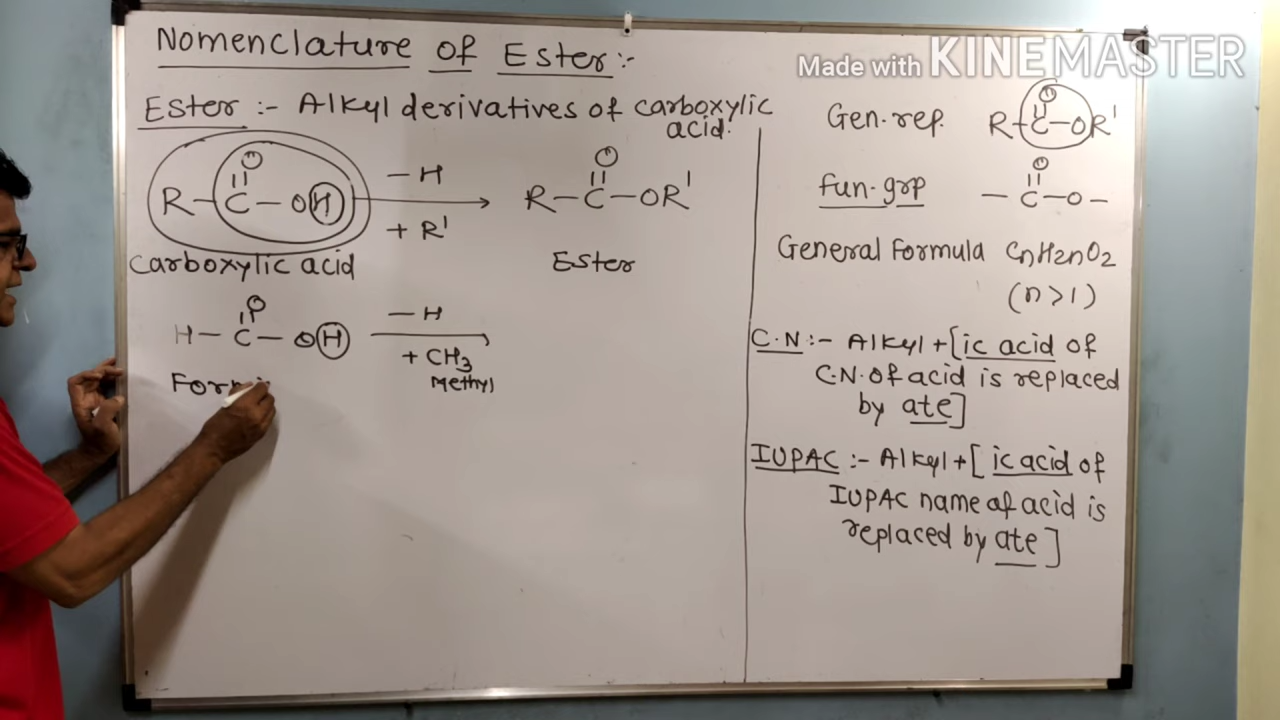 Nomenclature of Ester :-
Made with KINEMASTER
Ester :- Alkyl derivatives of carboxylic
acid.
R-C-OH
O
- H
+ R'
R-C-OR'
O
Carboxylic acid
Ester
H-C-OH
O
- H
+ CH3
Methyl
Gen. rep. R-C-OR'
O
Fun. grp -C-O-
O
General Formula CnH2nO2
(n>1)
C.N :- Alkyl + [ic acid of
C.N. of acid is replaced
by ate]
IUPAC :- Alkyl + [ic acid of
IUPAC name of acid is
replaced by ate]